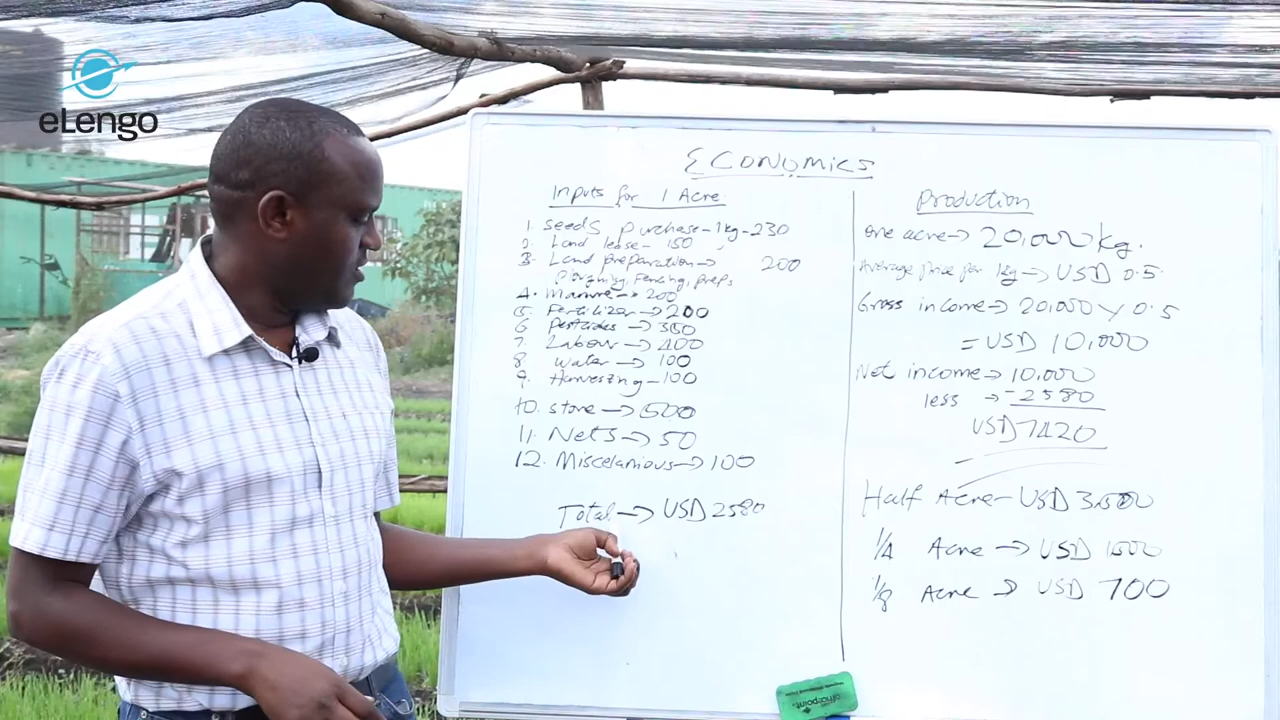 eLengo
ECONOMICS
Inputs for 1 Acre
1. Seeds purchase - 1kg - 230
2. Land lease - 150
3. Land preparation → 200
Ploughing, Fencing, preps
4. Manure → 200
5. Fertilizer → 200
6 Pesticides → 350
7. Labour → 400
8. Water → 100
9. Harvesting - 100
10. store → 600
11. Nets → 50
12. Miscelanious → 100
Total → USD 2580
Production
One acre → 20,000 kg.
Average price per 1kg → USD 0.5
Gross income → 20,000 x 0.5
= USD 10,000
Net income → 10,000
less → - 2580
USD 7420
Half Acre - USD 3,500
1/4 Acre → USD 1500
1/8 Acre → USD 700
officepoint